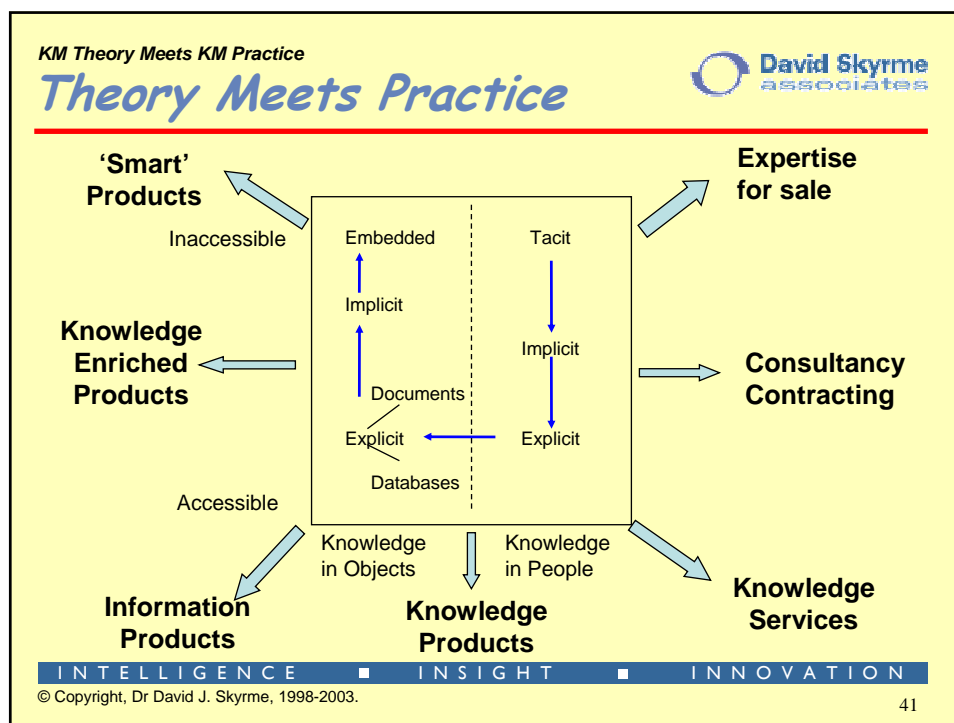 KM Theory Meets KM Practice
Theory Meets Practice
David Skyrme
associates
‘Smart’
Products
Expertise
for sale
Inaccessible
Embedded
Tacit
Implicit
Knowledge
Enriched
Products
Implicit
Consultancy
Contracting
Documents
Explicit
Explicit
Databases
Accessible
Knowledge
in Objects
Knowledge
in People
Information
Products
Knowledge
Products
Knowledge
Services
INTELLIGENCE ■ INSIGHT ■ INNOVATION
© Copyright, Dr David J. Skyrme, 1998-2003.
41